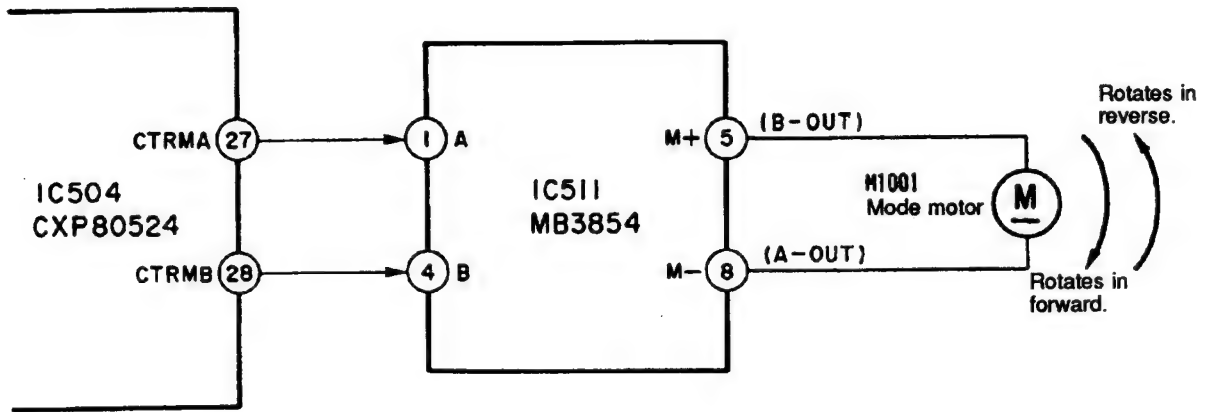 CTRMA 27
1 A
M+ 5
(B-OUT)
Rotates in
reverse.
IC504
CXP80524
IC511
MB3854
M1001
Mode motor
M
CTRMB 28
4 B
M- 8
(A-OUT)
Rotates in
forward.